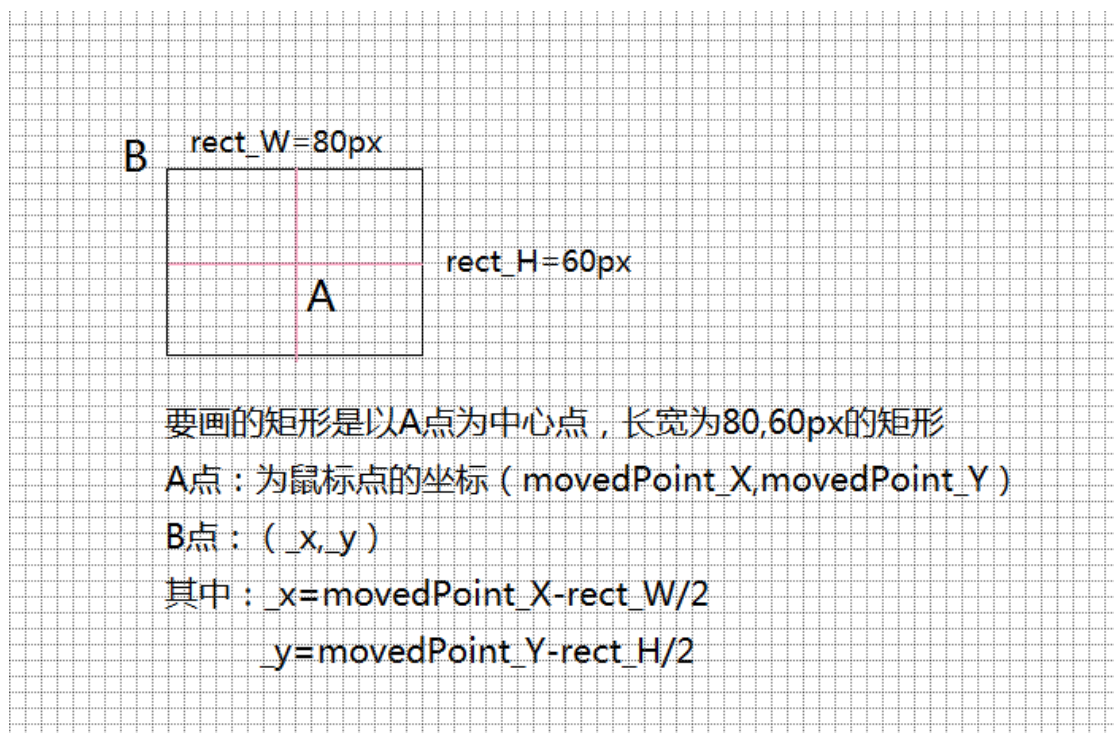 rect_W=80px
B
rect_H=60px
A
要画的矩形是以A点为中心点，长宽为80,60px的矩形
A点：为鼠标点的坐标（movedPoint_X,movedPoint_Y）
B点：（_x,_y）
其中：_x=movedPoint_X-rect_W/2
_y=movedPoint_Y-rect_H/2